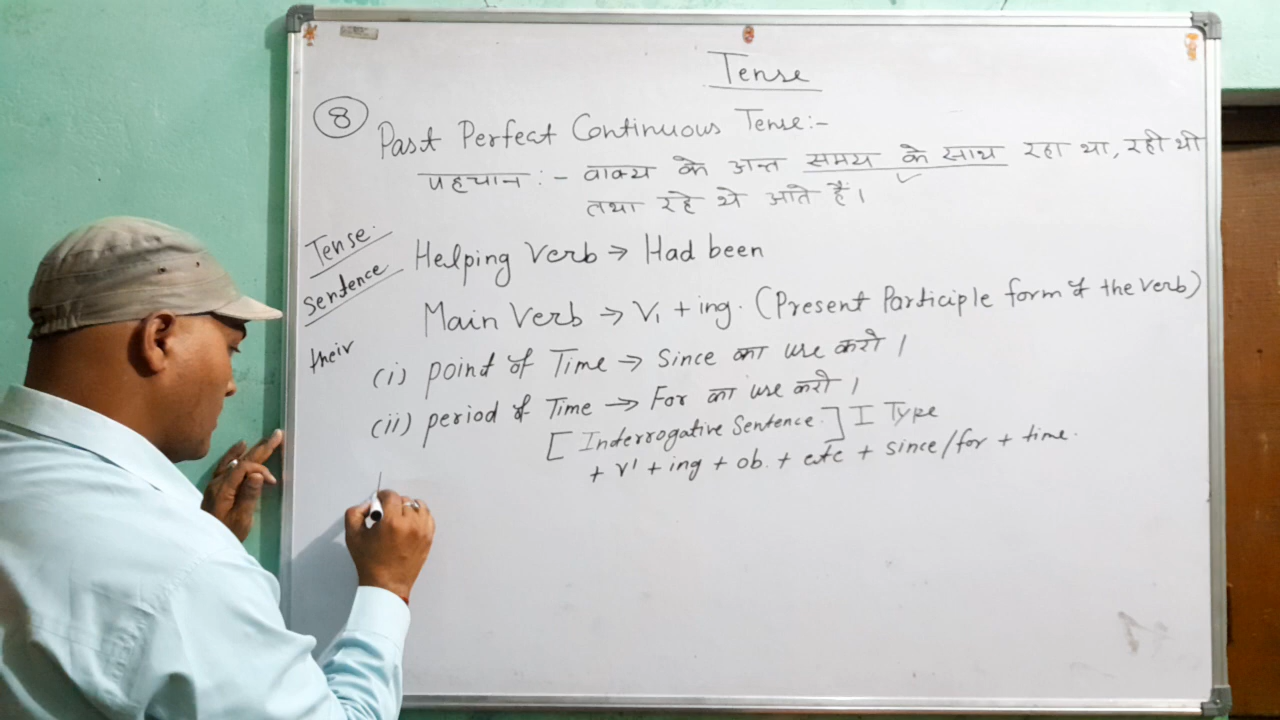 Tense
8 Past Perfect Continuous Tense:-
पहचान :- वाक्य के अन्त समय के साथ रहा था, रही थी
तथा रहे थे आते हैं।
Tense.
sentence
their
Helping Verb → Had been
Main Verb → V1 + ing. (Present Participle form of the verb)
(i) point of Time → Since का use करो।
(ii) period of Time → For का use करो।
[Interrogative Sentence.] I Type
+ V1 + ing + ob. + etc + since/for + time.